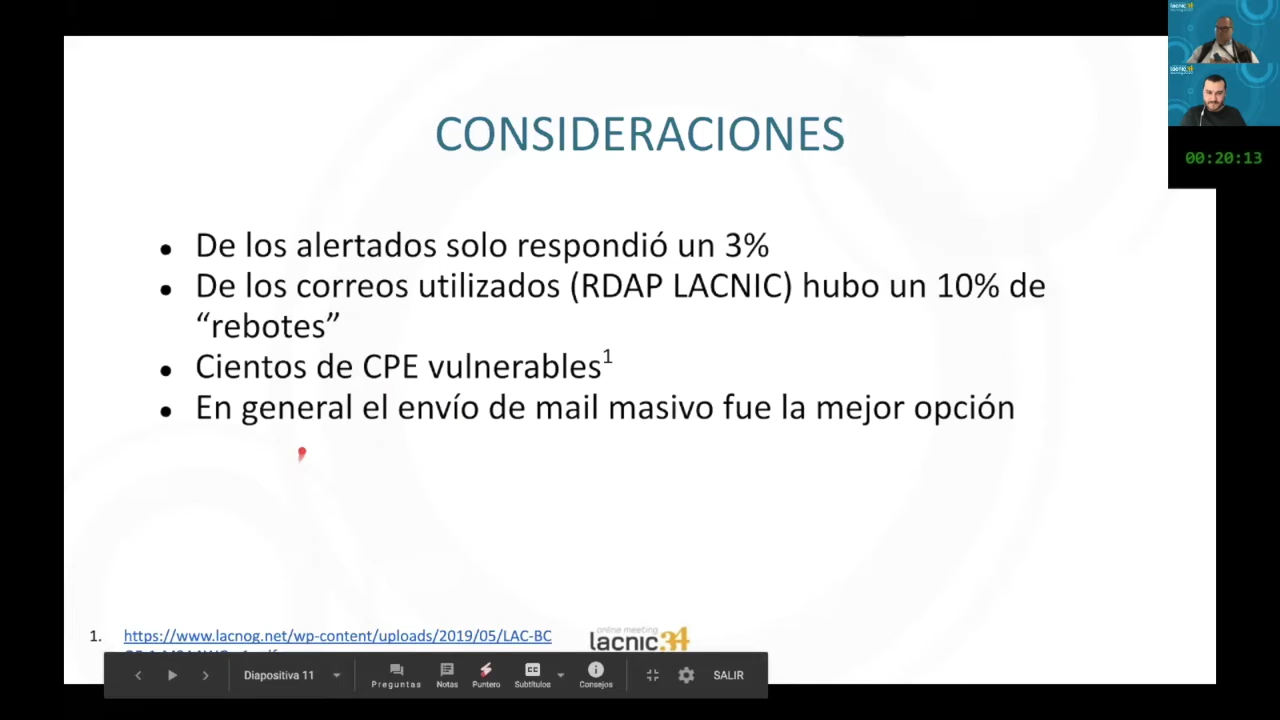 CONSIDERACIONES
00:20:13
• De los alertados solo respondió un 3%
• De los correos utilizados (RDAP LACNIC) hubo un 10% de
“rebotes”
• Cientos de CPE vulnerables1
• En general el envío de mail masivo fue la mejor opción
1. https://www.lacnog.net/wp-content/uploads/2019/05/LAC-BC
online meeting
lacnic34
Diapositiva 11
Preguntas
Notas
Puntero
Subtítulos
Consejos
SALIR